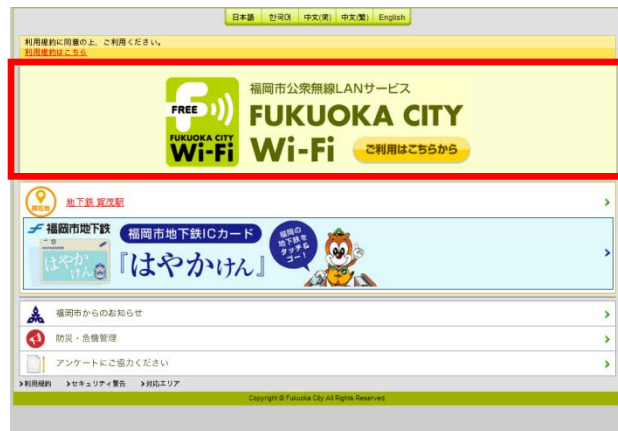 日本語 한국어 中文(简) 中文(繁) English
利用規約に同意の上、ご利用ください。
利用規約はこちら
FREE
FUKUOKA CITY
Wi-Fi
福岡市公衆無線LANサービス
FUKUOKA CITY
Wi-Fi ご利用はこちらから
現在地 地下鉄 賀茂駅
福岡市地下鉄
はやかけん
福岡市地下鉄ICカード
『はやかけん』
福岡の
地下鉄を
タッチ&
ゴー!
福岡市からのお知らせ
防災・危機管理
アンケートにご協力ください
利用規約 セキュリティ警告 対応エリア
Copyright © Fukuoka City.All Rights Reserved.